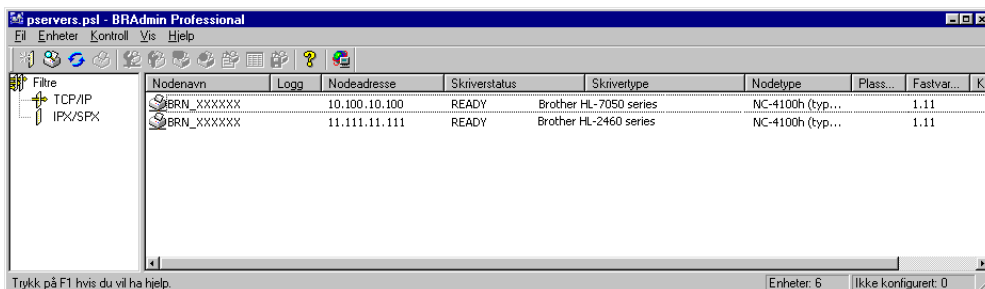 pservers.psl - BRAdmin Professional
Fil Enheter Kontroll Vis Hjelp
Filtre
TCP/IP
IPX/SPX
Nodenavn Logg Nodeadresse Skriverstatus Skrivertype Nodetype Plass... Fastvar... K
BRN_XXXXXX 10.100.10.100 READY Brother HL-7050 series NC-4100h (typ... 1.11
BRN_XXXXXX 11.111.11.111 READY Brother HL-2460 series NC-4100h (typ... 1.11
Trykk på F1 hvis du vil ha hjelp. Enheter: 6 Ikke konfigurert: 0